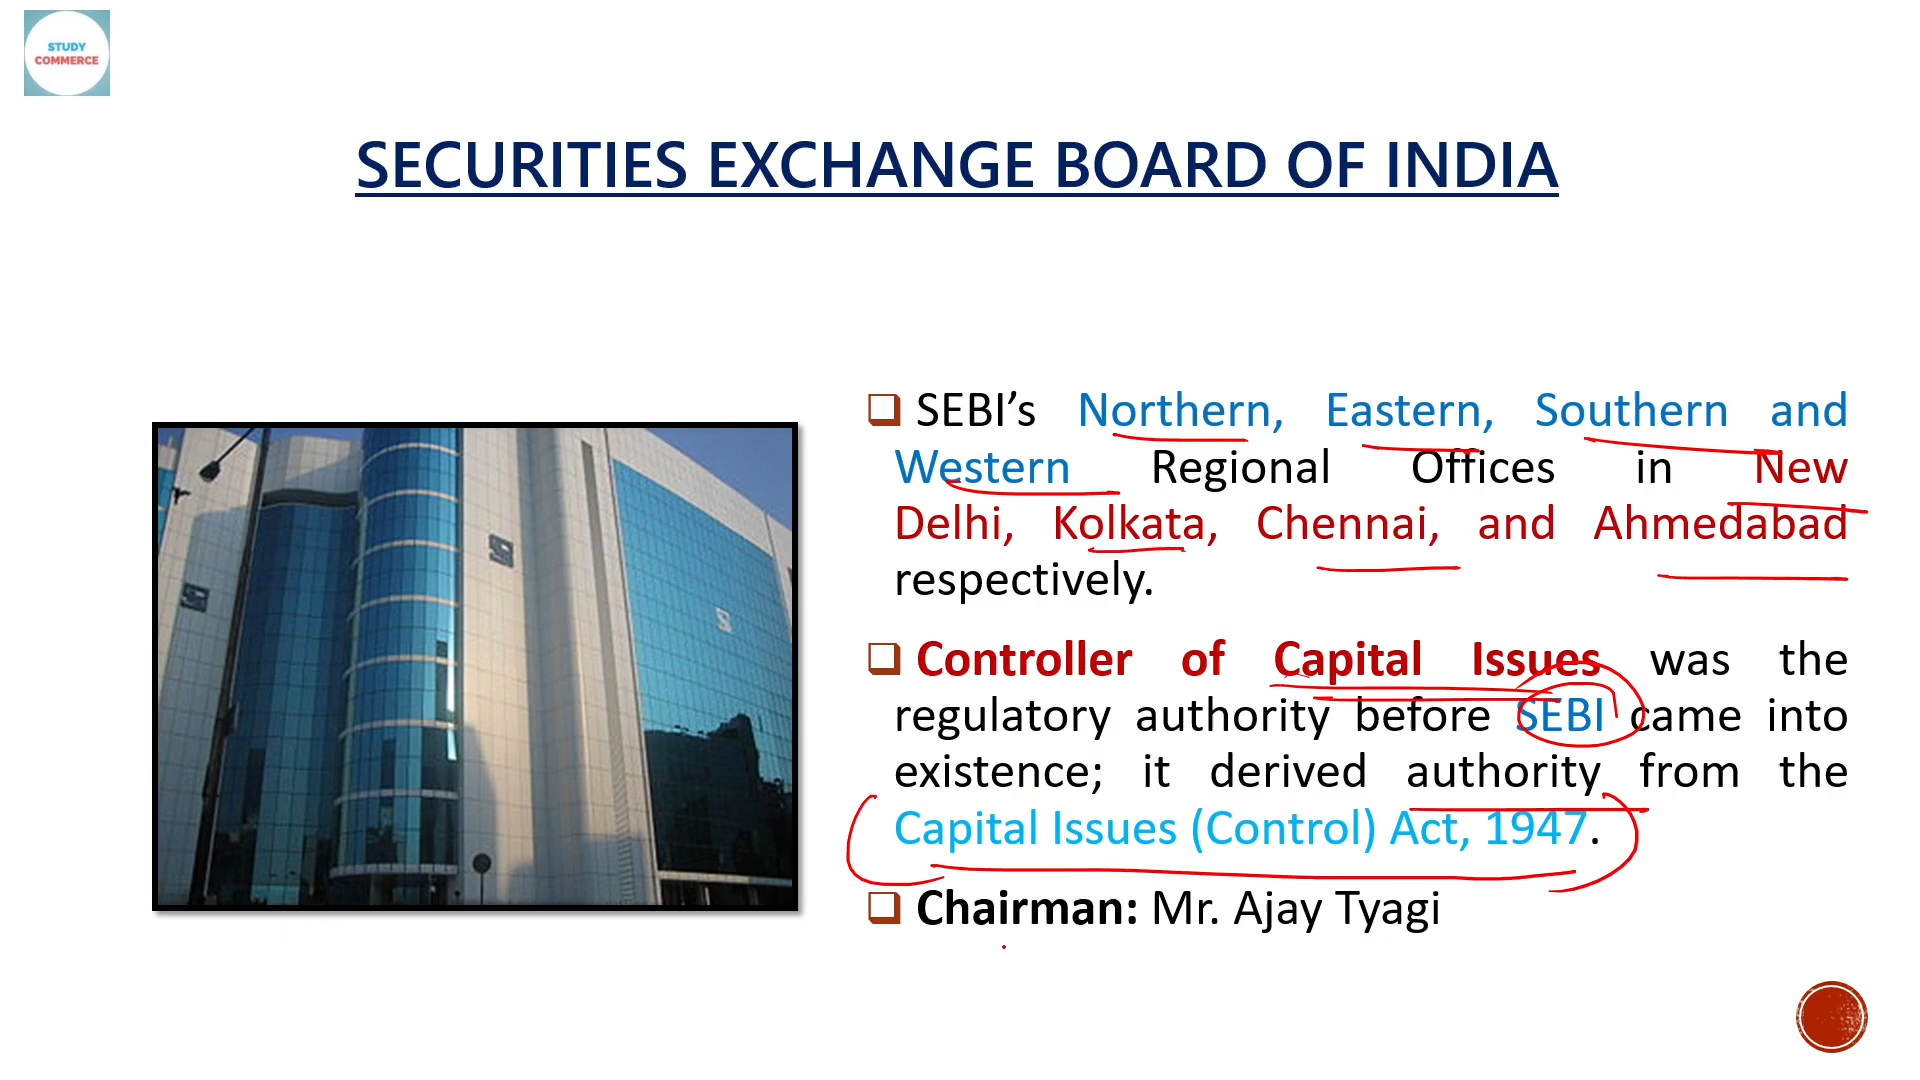 STUDY
COMMERCE
SECURITIES EXCHANGE BOARD OF INDIA
SEBI’s Northern, Eastern, Southern and
Western Regional Offices in New
Delhi, Kolkata, Chennai, and Ahmedabad
respectively.
Controller of Capital Issues was the
regulatory authority before SEBI came into
existence; it derived authority from the
Capital Issues (Control) Act, 1947.
Chairman: Mr. Ajay Tyagi